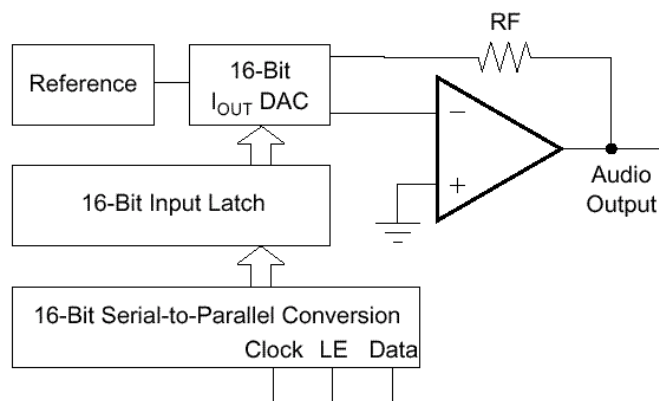 RF
Reference
16-Bit
IOUT DAC
−
+
16-Bit Input Latch
Audio
Output
16-Bit Serial-to-Parallel Conversion
Clock LE Data